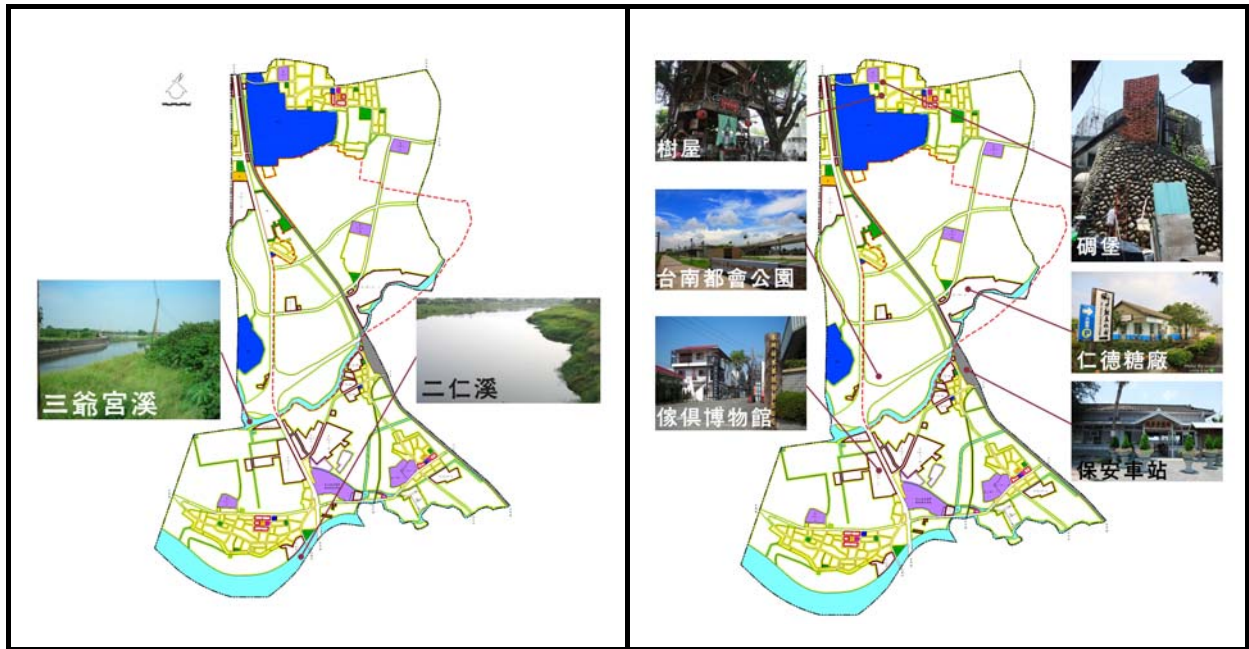 三爺宮溪
二仁溪
樹屋
台南都會公園
傢俱博物館
碉堡
仁德糖廠
保安車站